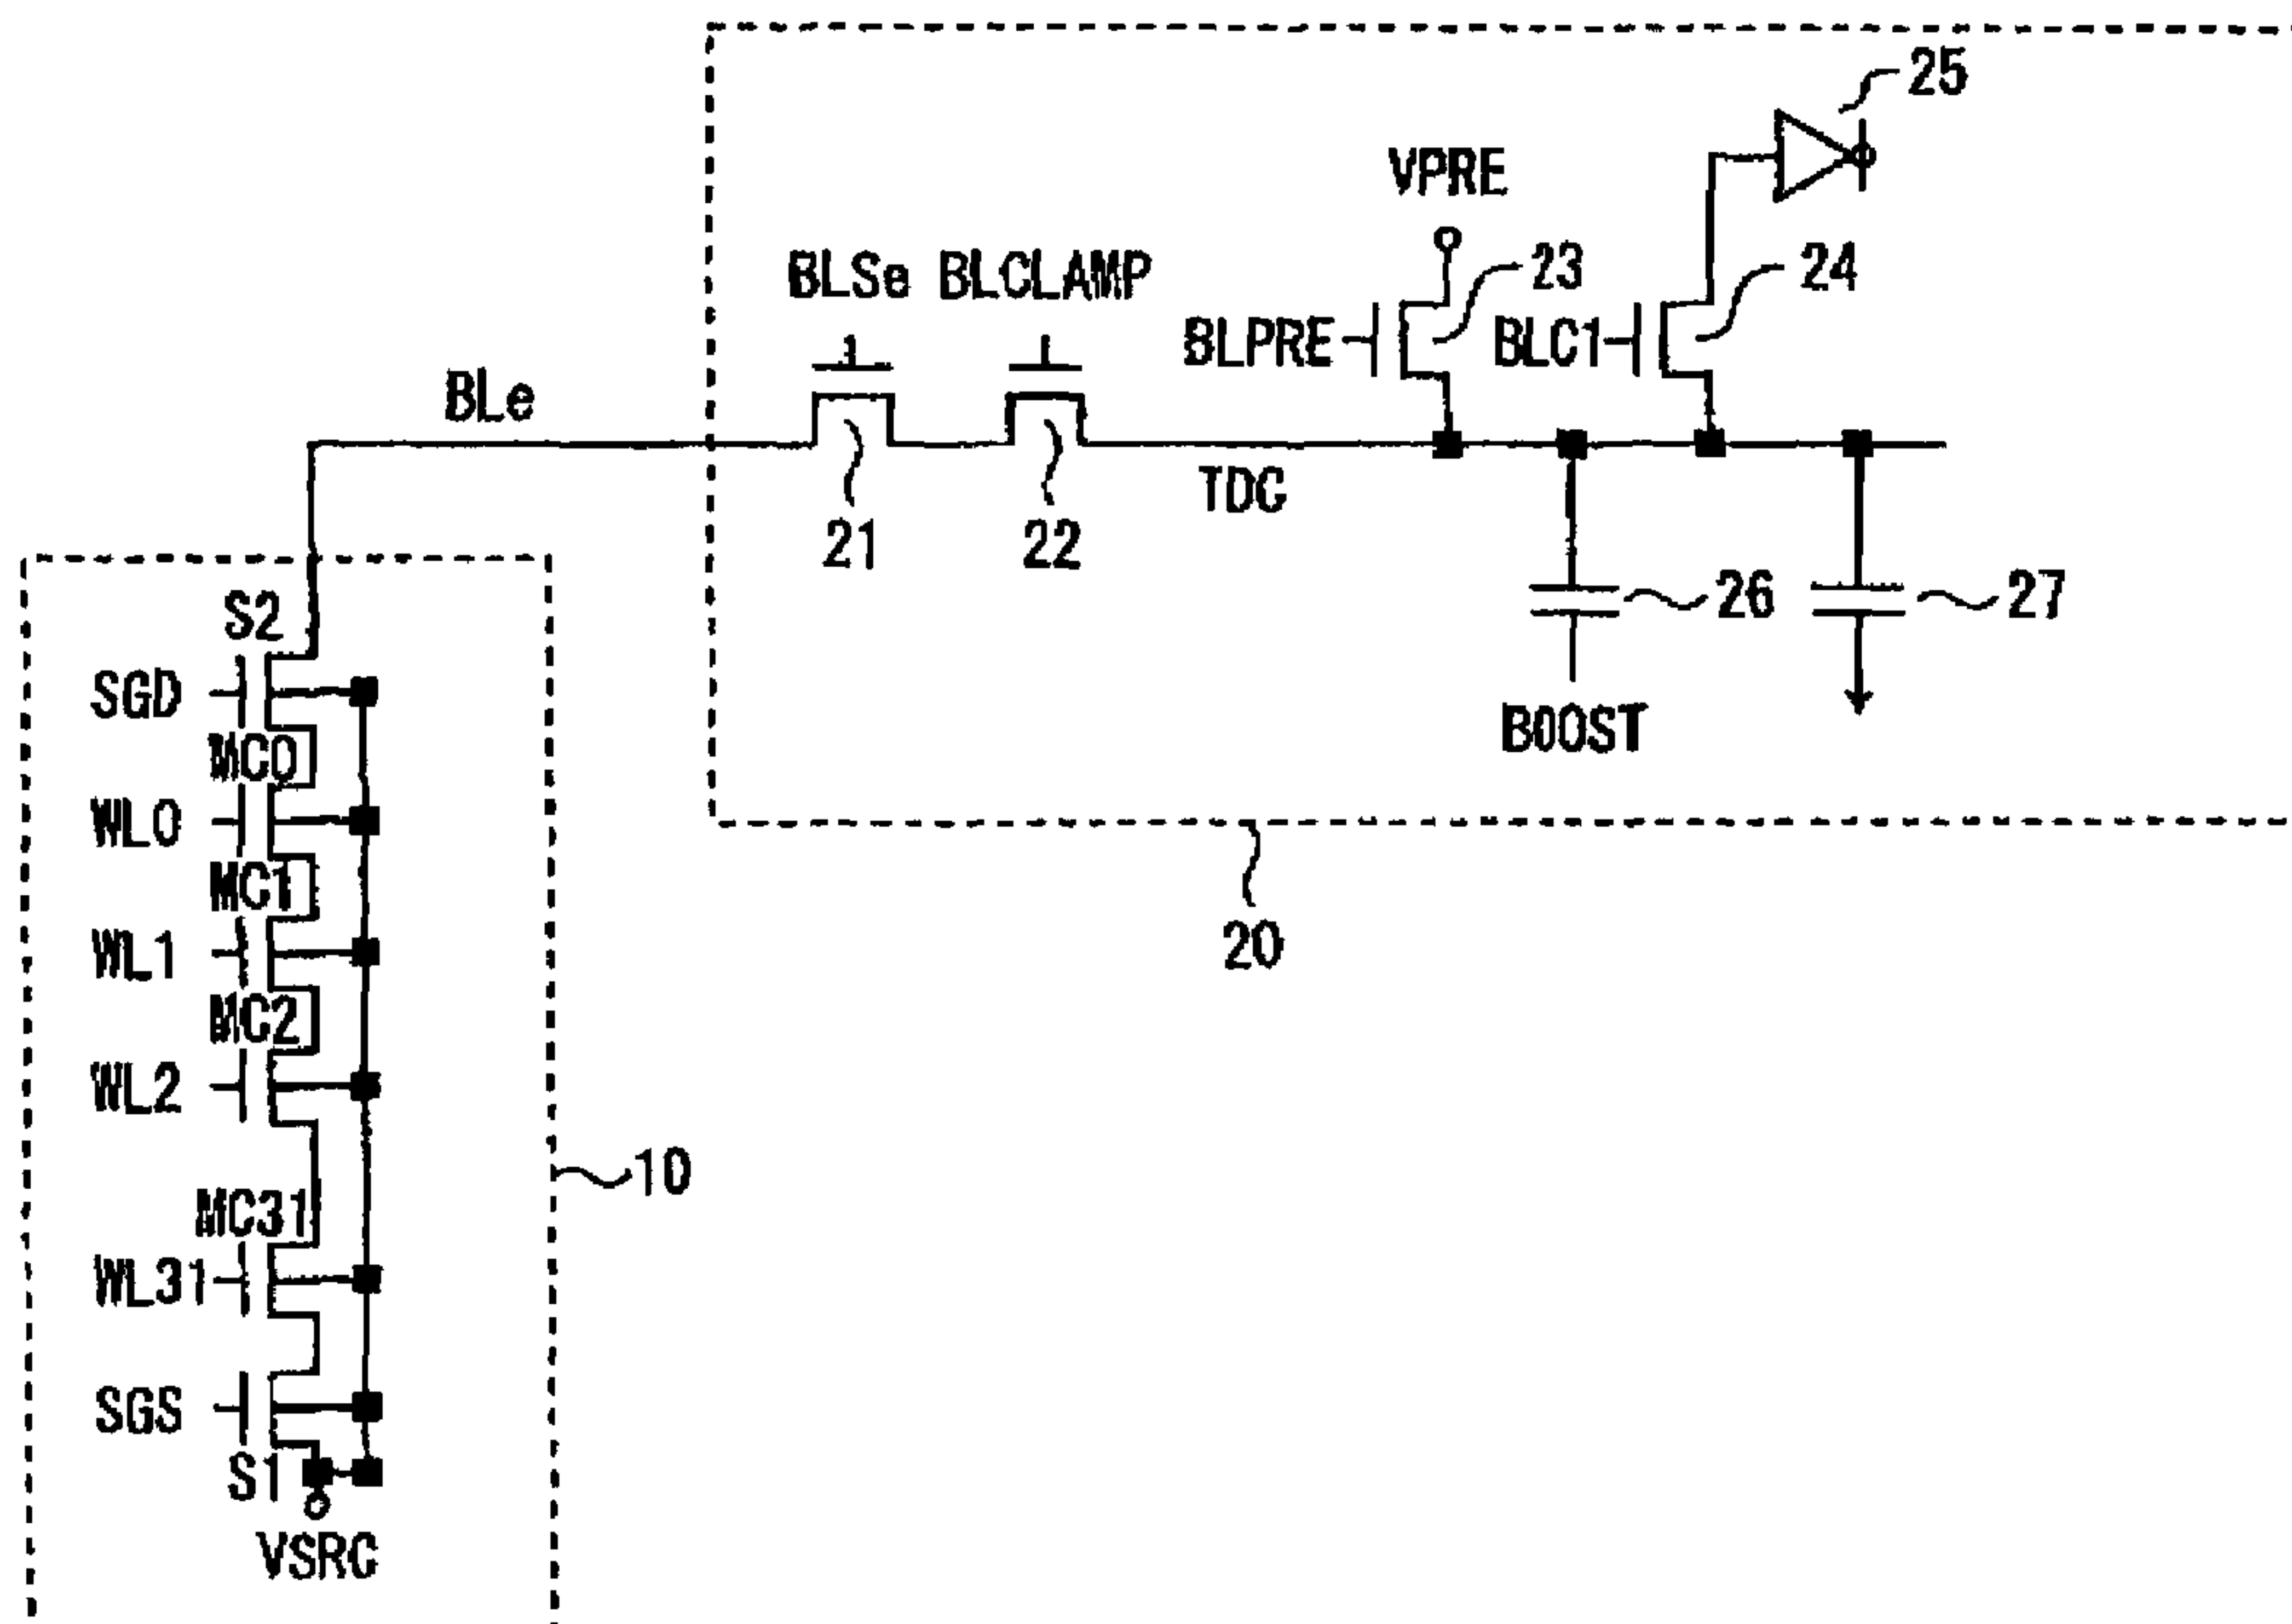 25
VPRE
BLSe BLCLAMP
23
24
BLPRE
BLC1
BLe
TDC
21
22
26
27
S2
SGD
BOOST
MC0
WL0
MC1
20
WL1
MC2
WL2
10
MC31
WL31
SGS
S1
VSRC